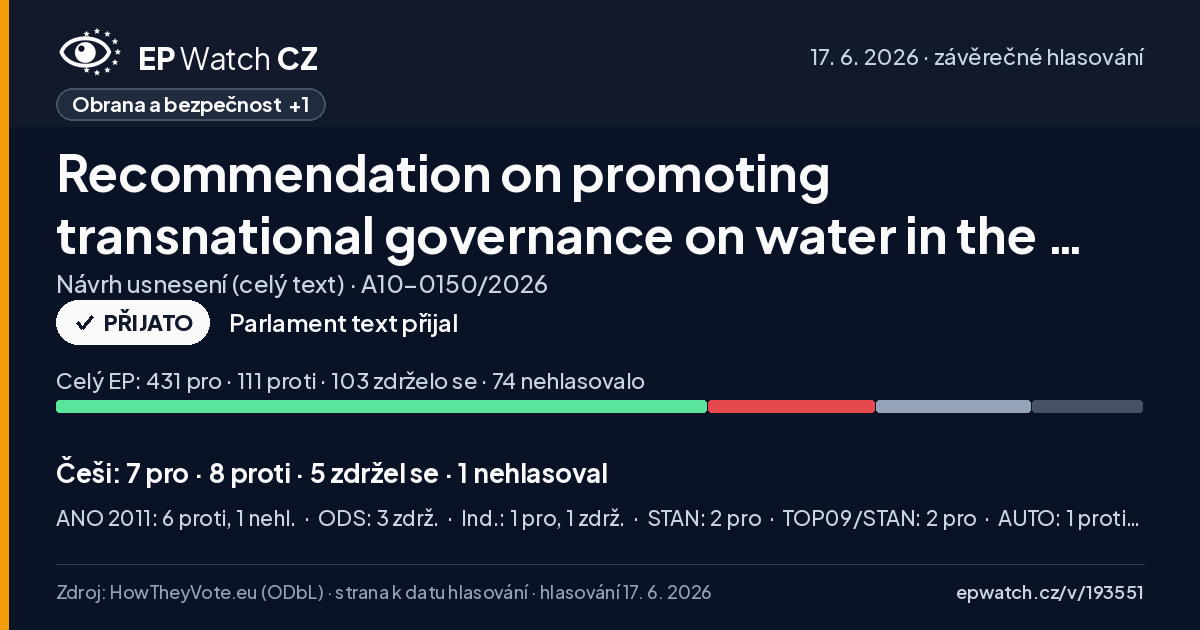 EP Watch CZ
17. 6. 2026 · závěrečné hlasování
Obrana a bezpečnost +1
Recommendation on promoting
transnational governance on water in the …
Návrh usnesení (celý text) · A10-0150/2026
✓ PŘIJATO Parlament text přijal
Celý EP: 431 pro · 111 proti · 103 zdrželo se · 74 nehlasovalo
Češi: 7 pro · 8 proti · 5 zdržel se · 1 nehlasoval
ANO 2011: 6 proti, 1 nehl. · ODS: 3 zdrž. · Ind.: 1 pro, 1 zdrž. · STAN: 2 pro · TOP09/STAN: 2 pro · AUTO: 1 proti…
Zdroj: HowTheyVote.eu (ODbL) · strana k datu hlasování · hlasování 17. 6. 2026
epwatch.cz/v/193551